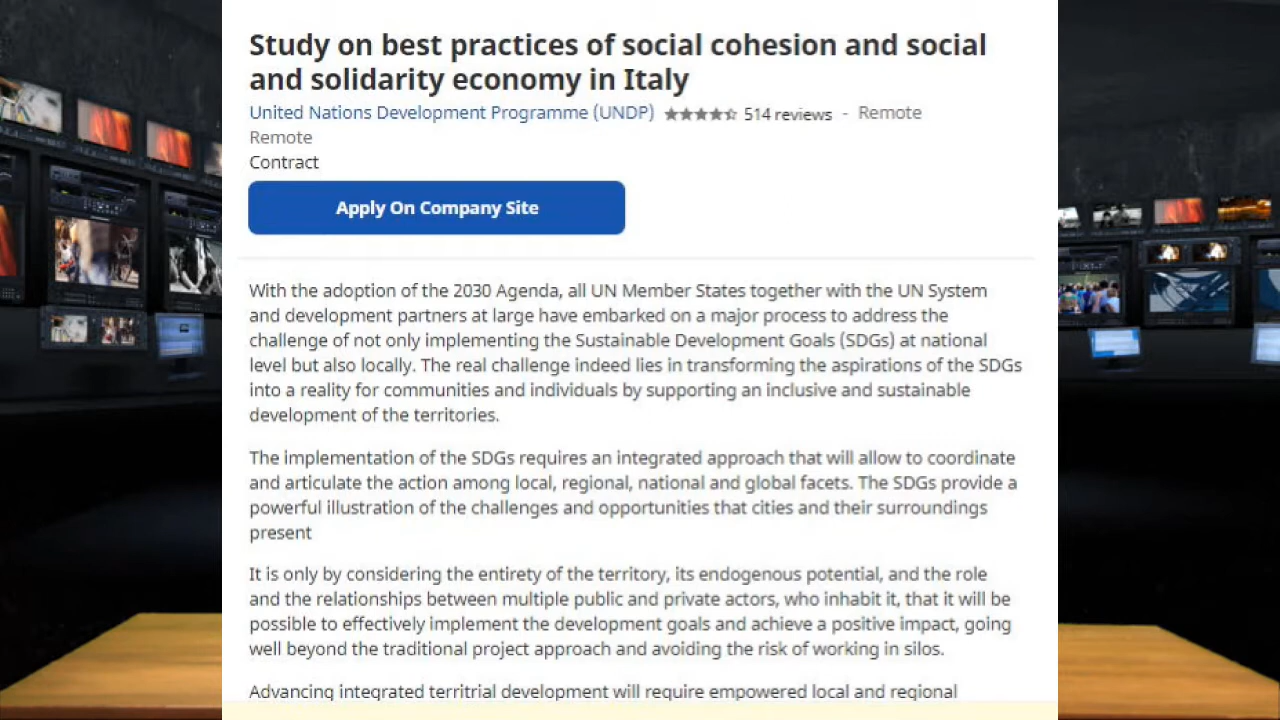 Study on best practices of social cohesion and social
and solidarity economy in Italy
United Nations Development Programme (UNDP) 514 reviews - Remote
Remote
Contract
Apply On Company Site
With the adoption of the 2030 Agenda, all UN Member States together with the UN System
and development partners at large have embarked on a major process to address the
challenge of not only implementing the Sustainable Development Goals (SDGs) at national
level but also locally. The real challenge indeed lies in transforming the aspirations of the SDGs
into a reality for communities and individuals by supporting an inclusive and sustainable
development of the territories.
The implementation of the SDGs requires an integrated approach that will allow to coordinate
and articulate the action among local, regional, national and global facets. The SDGs provide a
powerful illustration of the challenges and opportunities that cities and their surroundings
present
It is only by considering the entirety of the territory, its endogenous potential, and the role
and the relationships between multiple public and private actors, who inhabit it, that it will be
possible to effectively implement the development goals and achieve a positive impact, going
well beyond the traditional project approach and avoiding the risk of working in silos.
Advancing integrated territrial development will require empowered local and regional